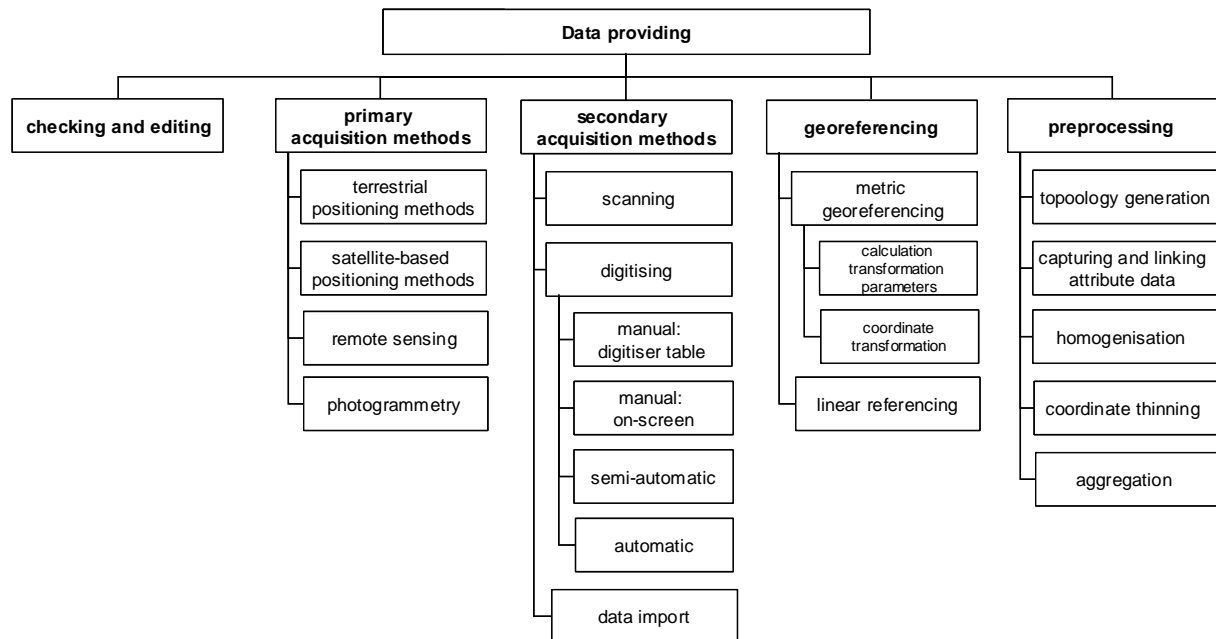 Data providing
checking and editing
primary
acquisition methods
terrestrial
positioning methods
satellite-based
positioning methods
remote sensing
photogrammetry
secondary
acquisition methods
scanning
digitising
manual:
digitiser table
manual:
on-screen
semi-automatic
automatic
data import
georeferencing
metric
georeferencing
calculation
transformation
parameters
coordinate
transformation
linear referencing
preprocessing
topoology generation
capturing and linking
attribute data
homogenisation
coordinate thinning
aggregation